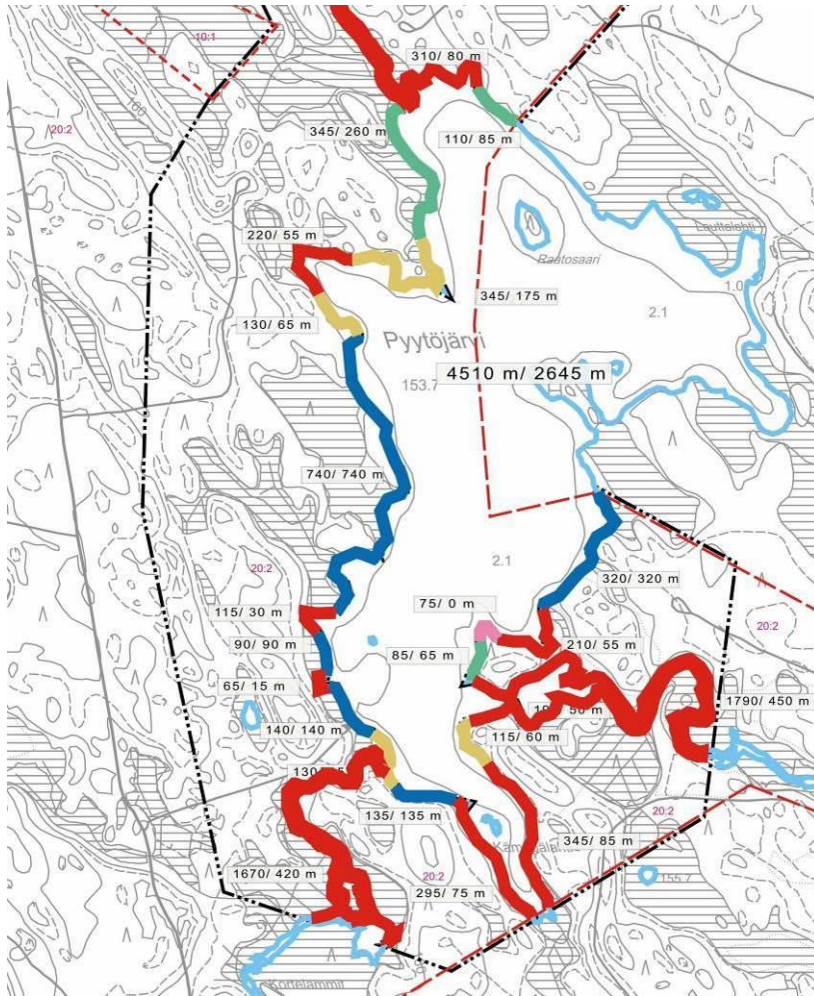 10:1
310/ 80 m
100
20:2
345/ 260 m
110/ 85 m
220/ 55 m
Lauttalahti
Raatosaari
345/ 175 m
1.0
2.1
130/ 65 m
Pyytöjärvi
4510 m/ 2645 m
153.7
740/ 740 m
2.1
20:2
320/ 320 m
75/ 0 m
115/ 30 m
20:2
90/ 90 m
85/ 65 m
210/ 55 m
65/ 15 m
1790/ 450 m
140/ 140 m
115/ 60 m
20:2
135/ 135 m
345/ 85 m
1670/ 420 m
20:2
155.7
295/ 75 m
Kortelammit